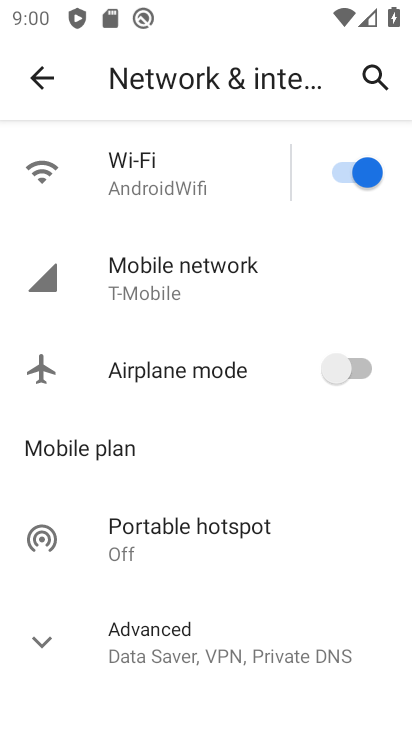 9:00
Network & inte...
Wi-Fi
AndroidWifi
Mobile network
T-Mobile
Airplane mode
Mobile plan
Portable hotspot
Off
Advanced
Data Saver, VPN, Private DNS